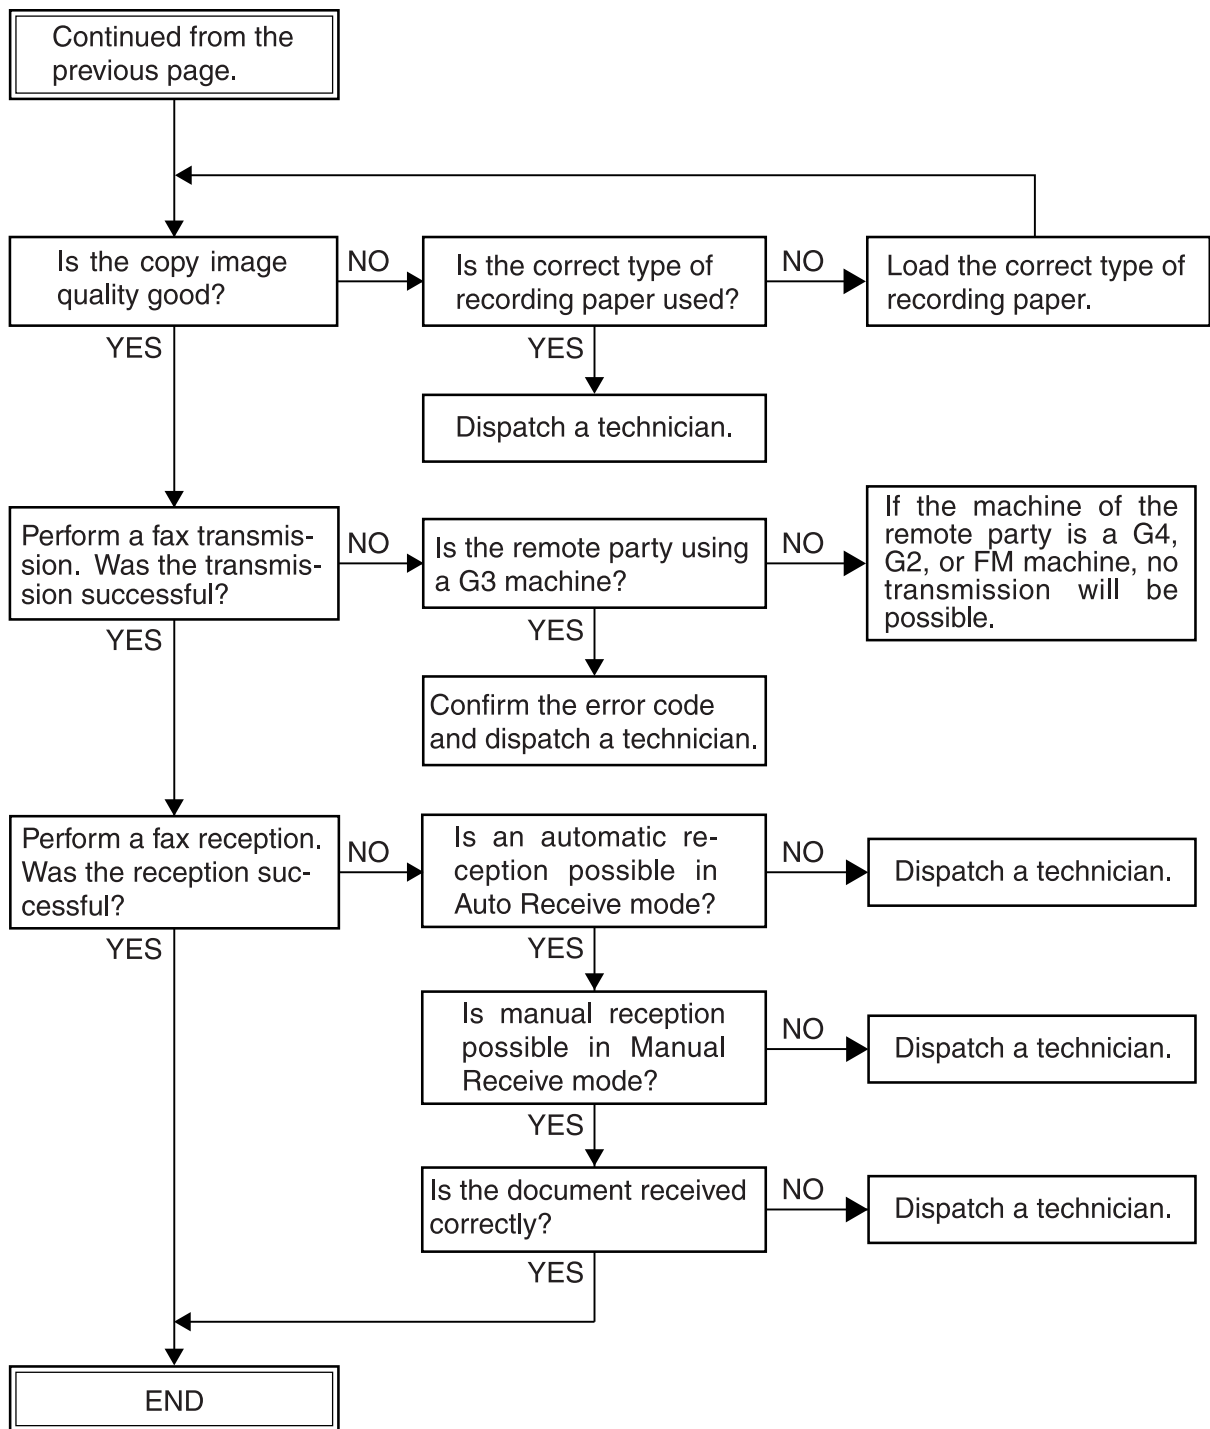 Continued from the
previous page.
Is the copy image
quality good?
NO
Is the correct type of
recording paper used?
NO
Load the correct type of
recording paper.
YES
YES
Dispatch a technician.
Perform a fax transmis-
sion. Was the transmis-
sion successful?
NO
Is the remote party using
a G3 machine?
NO
If the machine of the
remote party is a G4,
G2, or FM machine, no
transmission will be
possible.
YES
YES
Confirm the error code
and dispatch a technician.
Perform a fax reception.
Was the reception suc-
cessful?
NO
Is an automatic re-
ception possible in
Auto Receive mode?
NO
Dispatch a technician.
YES
YES
Is manual reception
possible in Manual
Receive mode?
NO
Dispatch a technician.
YES
Is the document received
correctly?
NO
Dispatch a technician.
YES
END